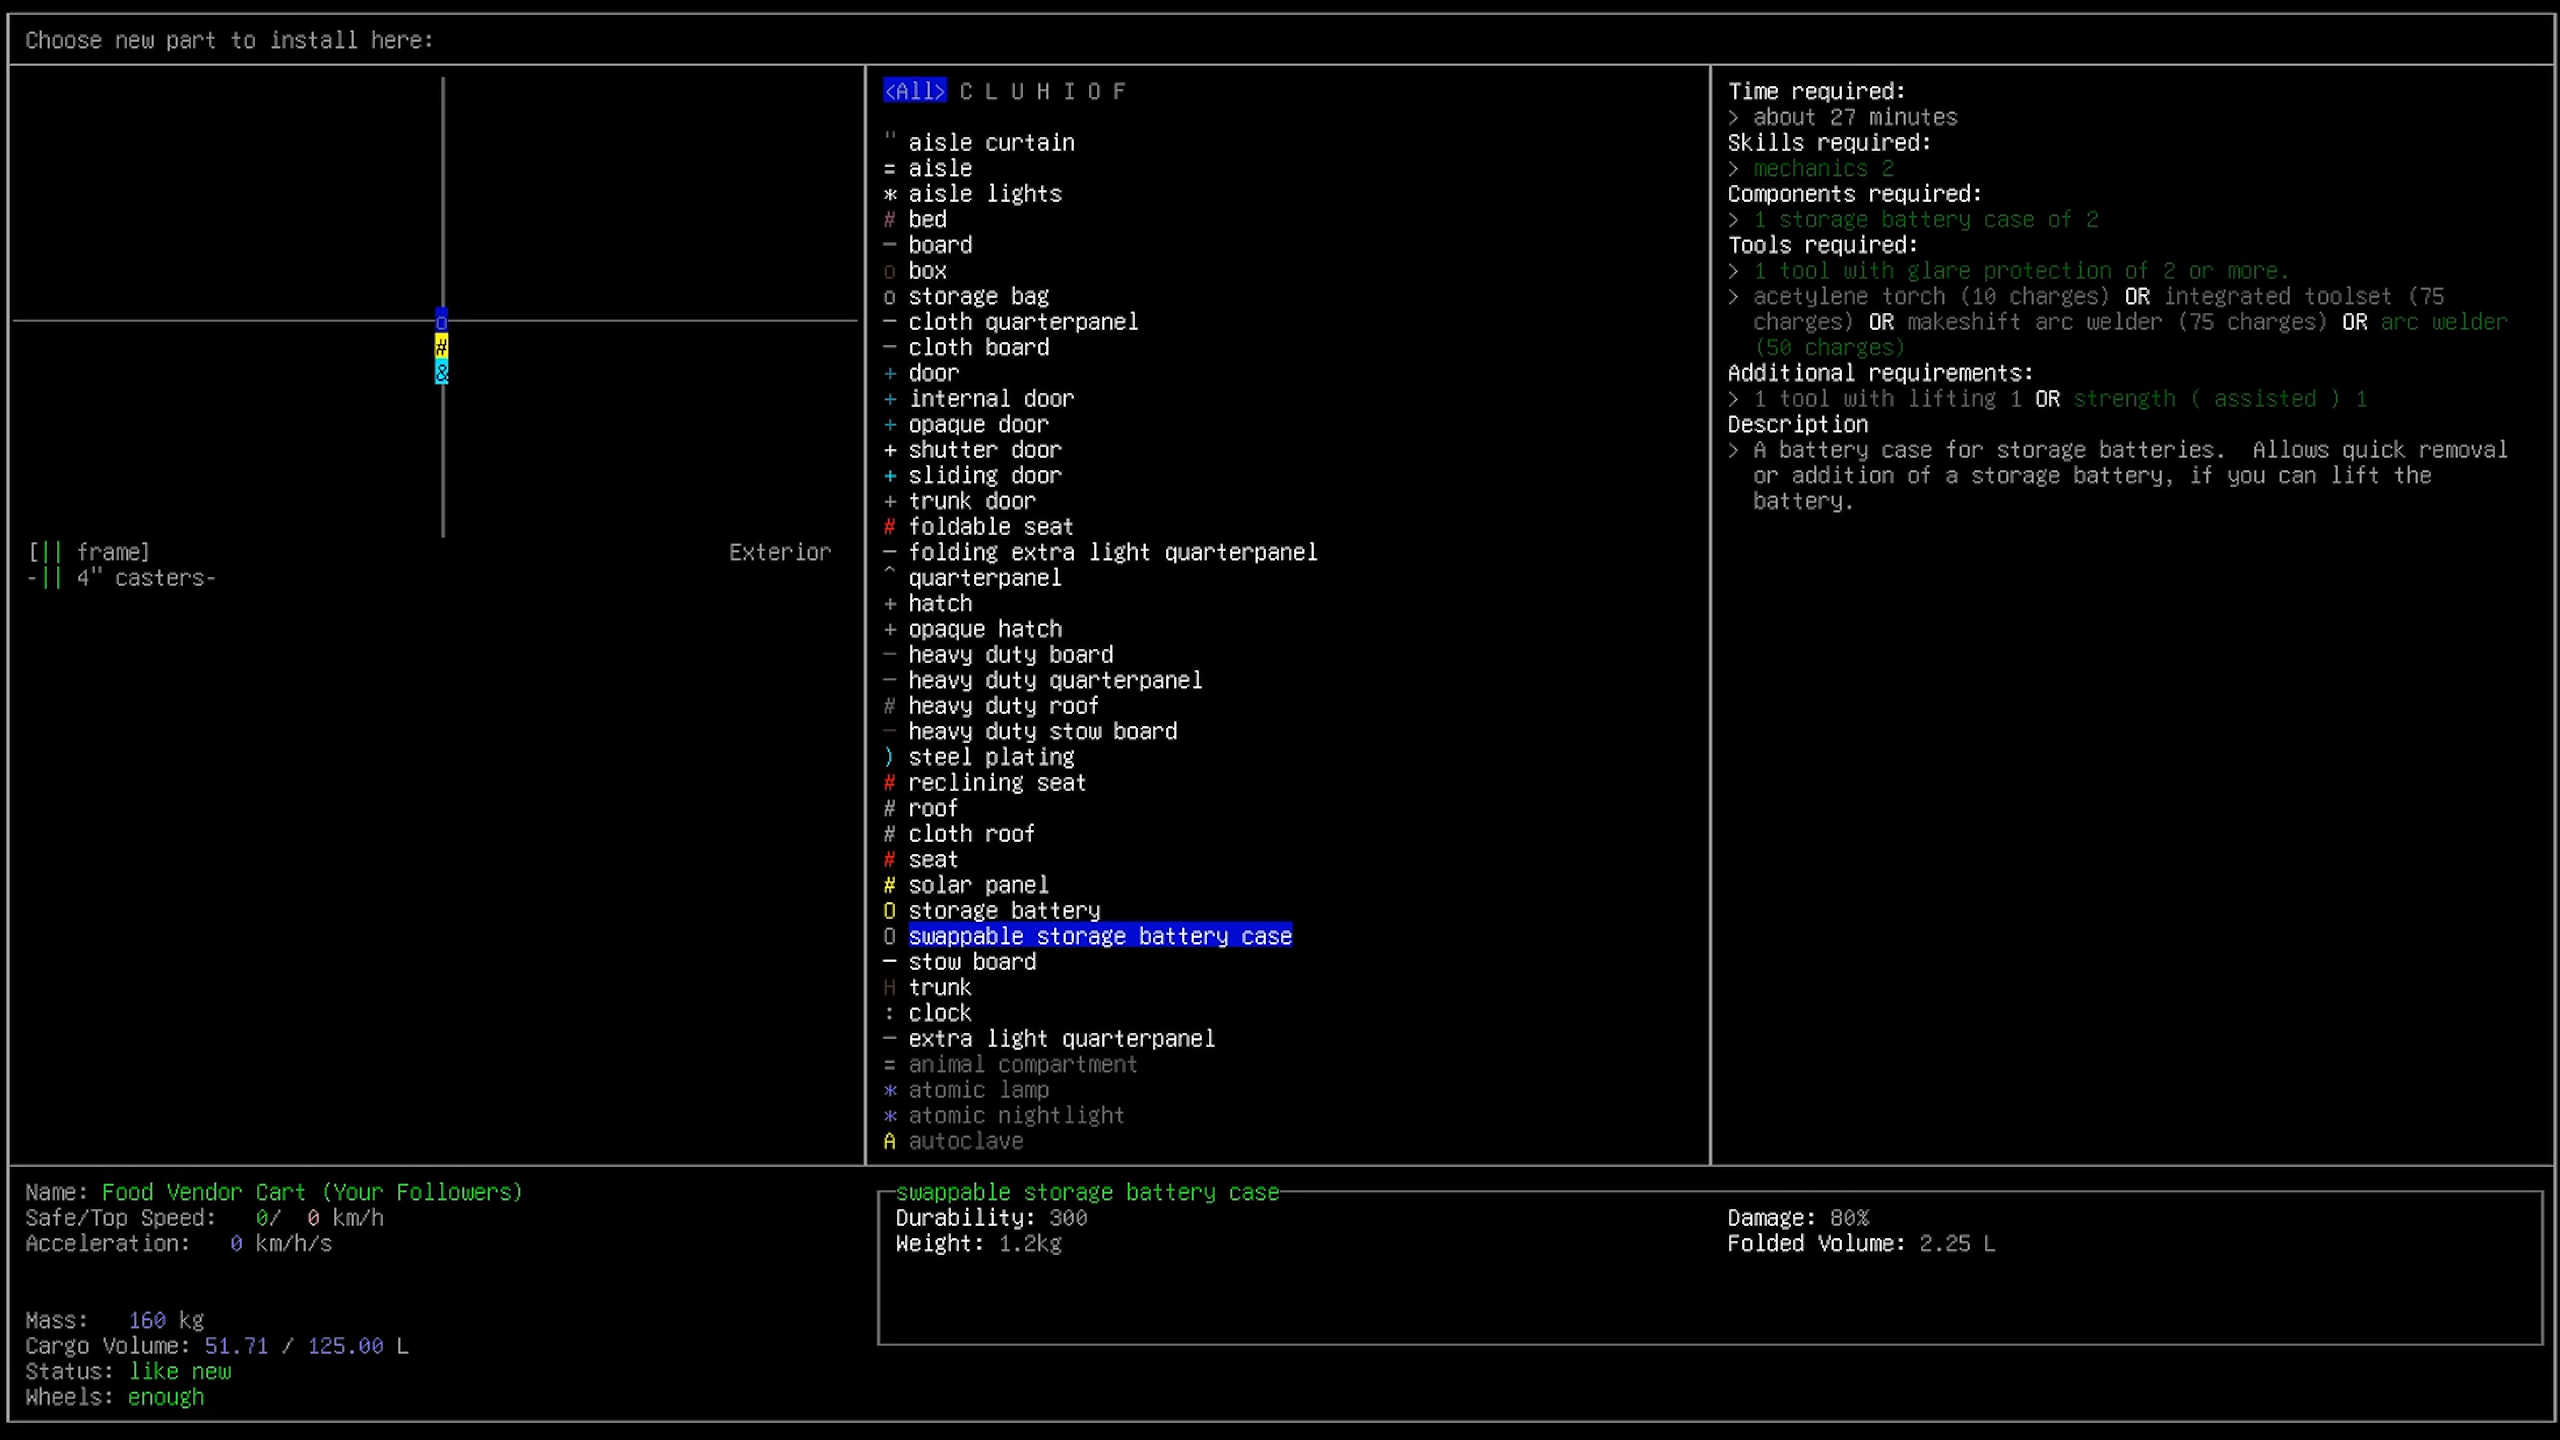 Choose new part to install here:
o
#
&
[|| frame]
Exterior
-|| 4" casters-
<All> C L U H I O F
" aisle curtain
= aisle
* aisle lights
# bed
— board
o box
o storage bag
— cloth quarterpanel
— cloth board
+ door
+ internal door
+ opaque door
+ shutter door
+ sliding door
+ trunk door
# foldable seat
— folding extra light quarterpanel
^ quarterpanel
+ hatch
+ opaque hatch
— heavy duty board
— heavy duty quarterpanel
# heavy duty roof
— heavy duty stow board
) steel plating
# reclining seat
# roof
# cloth roof
# seat
# solar panel
O storage battery
O swappable storage battery case
— stow board
H trunk
: clock
— extra light quarterpanel
= animal compartment
* atomic lamp
* atomic nightlight
A autoclave
Time required:
> about 27 minutes
Skills required:
> mechanics 2
Components required:
> 1 storage battery case of 2
Tools required:
> 1 tool with glare protection of 2 or more.
> acetylene torch (10 charges) OR integrated toolset (75
charges) OR makeshift arc welder (75 charges) OR arc welder
(50 charges)
Additional requirements:
> 1 tool with lifting 1 OR strength ( assisted ) 1
Description
> A battery case for storage batteries.  Allows quick removal
or addition of a storage battery, if you can lift the
battery.
Name: Food Vendor Cart (Your Followers)
Safe/Top Speed:   0/  0 km/h
Acceleration:   0 km/h/s
Mass:   160 kg
Cargo Volume: 51.71 / 125.00 L
Status: like new
Wheels: enough
swappable storage battery case
Durability: 300
Damage: 80%
Weight: 1.2kg
Folded Volume: 2.25 L